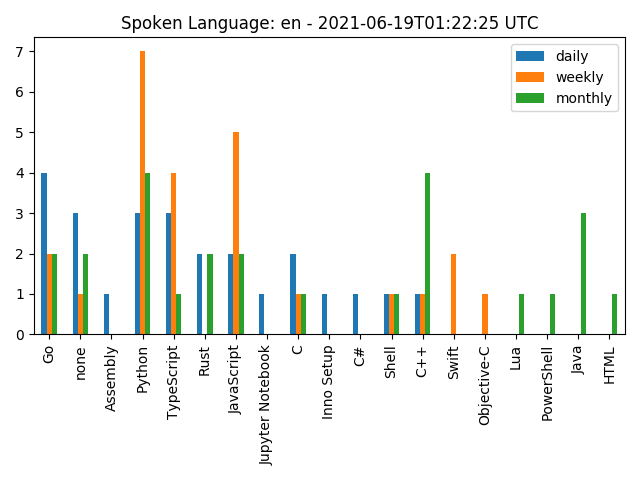 Spoken Language: en - 2021-06-19T01:22:25 UTC
daily
weekly
monthly
7
6
5
4
3
2
1
0
Go
none
Assembly
Python
TypeScript
Rust
JavaScript
Jupyter Notebook
C
Inno Setup
C#
Shell
C++
Swift
Objective-C
Lua
PowerShell
Java
HTML